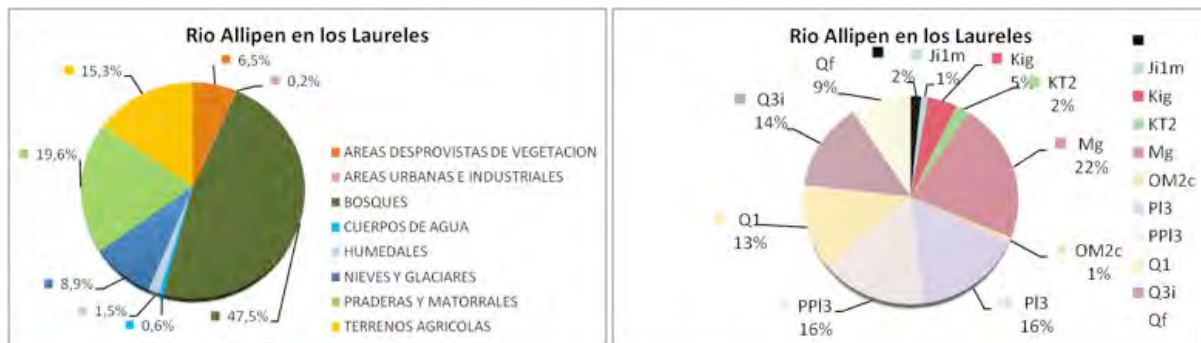 Rio Allipen en los Laureles
6,5%
0,2%
15,3%
19,6%
8,9%
1,5%
0,6%
47,5%
AREAS DESPROVISTAS DE VEGETACION
AREAS URBANAS E INDUSTRIALES
BOSQUES
CUERPOS DE AGUA
HUMEDALES
NIEVES Y GLACIARES
PRADERAS Y MATORRALES
TERRENOS AGRICOLAS
Rio Allipen en los Laureles
2%
Ji1m
1%
Kig
5%
KT2
2%
Mg
22%
OM2c
1%
Pl3
16%
PPl3
16%
Q1
13%
Q3i
14%
Qf
9%
Ji1m
Kig
KT2
Mg
OM2c
Pl3
PPl3
Q1
Q3i
Qf